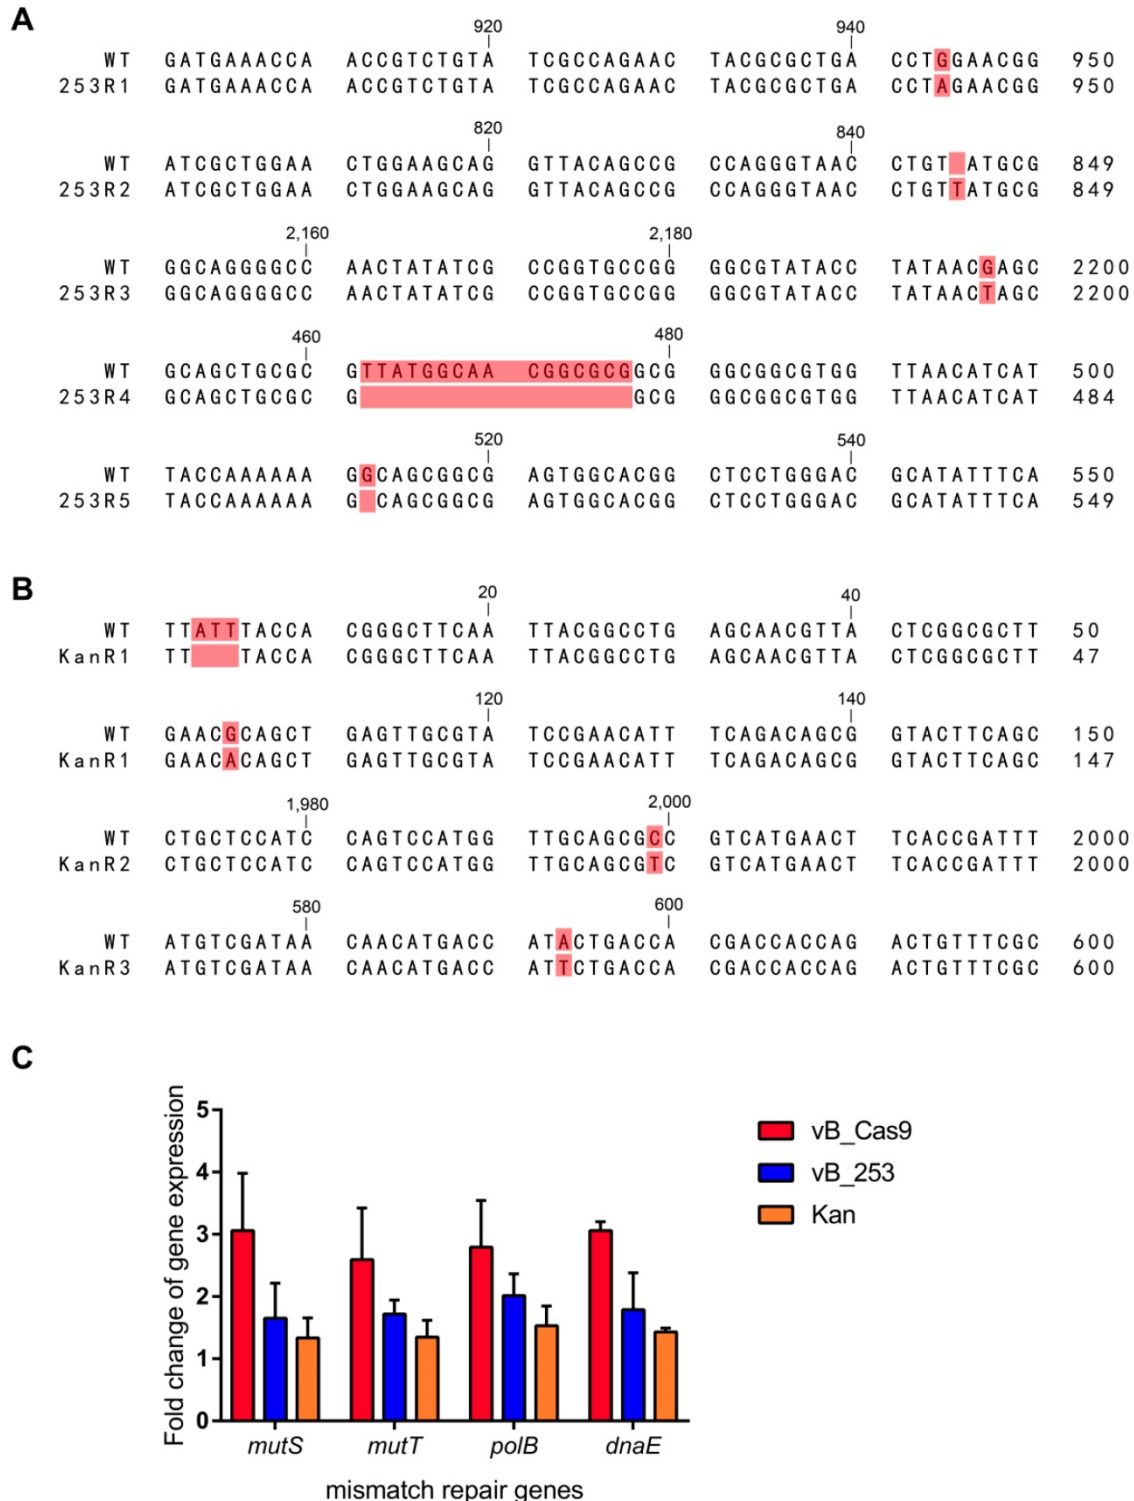 A
920 940
WT GATGAAACCA ACCGTCTGTA TCGCCAGAAC TACGCGCTGA CCTGGAACGG 950
253R1 GATGAAACCA ACCGTCTGTA TCGCCAGAAC TACGCGCTGA CCTAGAACGG 950
820 840
WT ATCGCTGGAA CTGGAAGCAG GTTACAGCCG CCAGGGTAAC CTGT ATGCG 849
253R2 ATCGCTGGAA CTGGAAGCAG GTTACAGCCG CCAGGGTAAC CTGTTATGCG 849
2,160 2,180
WT GGCAGGGGCC AACTATATCG CCGGTGCCGG GGCGTATACC TATAACGAGC 2200
253R3 GGCAGGGGCC AACTATATCG CCGGTGCCGG GGCGTATACC TATAACTAGC 2200
460 480
WT GCAGCTGCGC GTTATGGCAA CGGCGCGGCG GGCGGCGTGG TTAACATCAT 500
253R4 GCAGCTGCGC G GCG GGCGGCGTGG TTAACATCAT 484
520 540
WT TACCAAAAAA GGCAGCGGCG AGTGGCACGG CTCCTGGGAC GCATATTTCA 550
253R5 TACCAAAAAA G CAGCGGCG AGTGGCACGG CTCCTGGGAC GCATATTTCA 549
B
20 40
WT TTATTTACCA CGGGCTTCAA TTACGGCCTG AGCAACGTTA CTCGGCGCTT 50
KanR1 TT TACCA CGGGCTTCAA TTACGGCCTG AGCAACGTTA CTCGGCGCTT 47
120 140
WT GAACGCAGCT GAGTTGCGTA TCCGAACATT TCAGACAGCG GTACTTCAGC 150
KanR1 GAACACAGCT GAGTTGCGTA TCCGAACATT TCAGACAGCG GTACTTCAGC 147
1,980 2,000
WT CTGCTCCATC CAGTCCATGG TTGCAGCGCC GTCATGAACT TCACCGATTT 2000
KanR2 CTGCTCCATC CAGTCCATGG TTGCAGCGTC GTCATGAACT TCACCGATTT 2000
580 600
WT ATGTCGATAA CAACATGACC ATACTGACCA CGACCACCAG ACTGTTTCGC 600
KanR3 ATGTCGATAA CAACATGACC ATTCTGACCA CGACCACCAG ACTGTTTCGC 600
C
Fold change of gene expression
5
4
3
2
1
0
mutS mutT polB dnaE
mismatch repair genes
vB_Cas9
vB_253
Kan